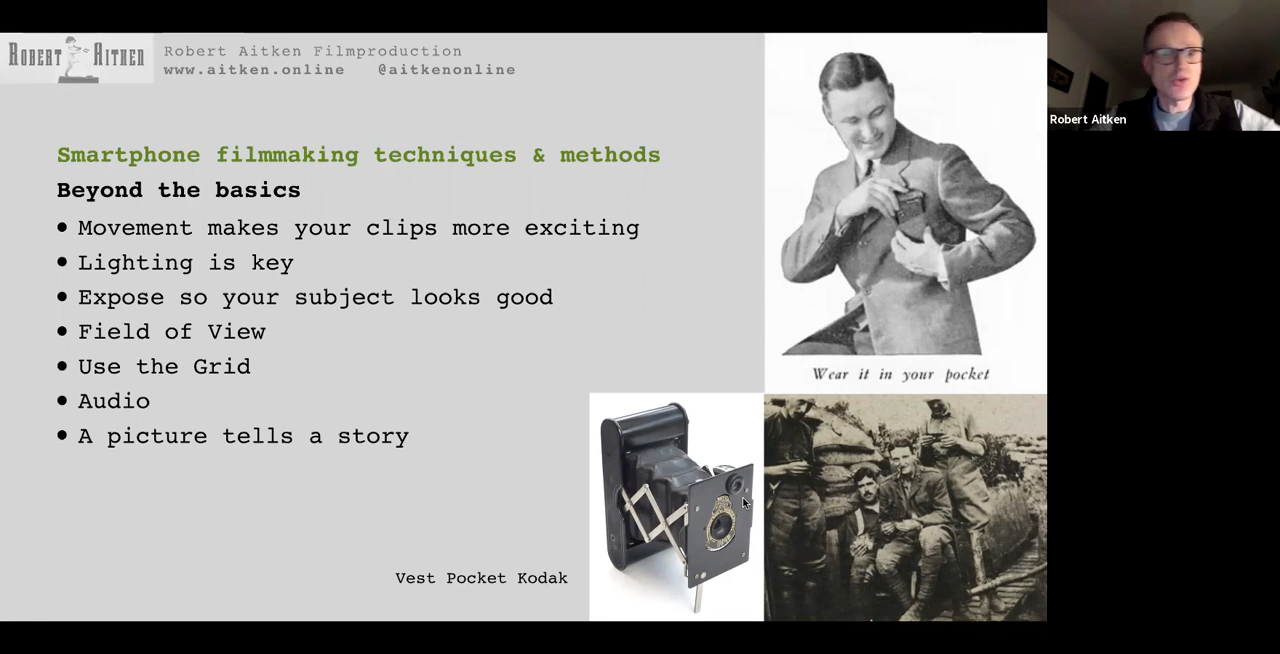 ROBERT AITKEN
Robert Aitken Filmproduction
www.aitken.online @aitkenonline
Smartphone filmmaking techniques & methods
Beyond the basics
• Movement makes your clips more exciting
• Lighting is key
• Expose so your subject looks good
• Field of View
• Use the Grid
• Audio
• A picture tells a story
Vest Pocket Kodak
Wear it in your pocket
Robert Aitken